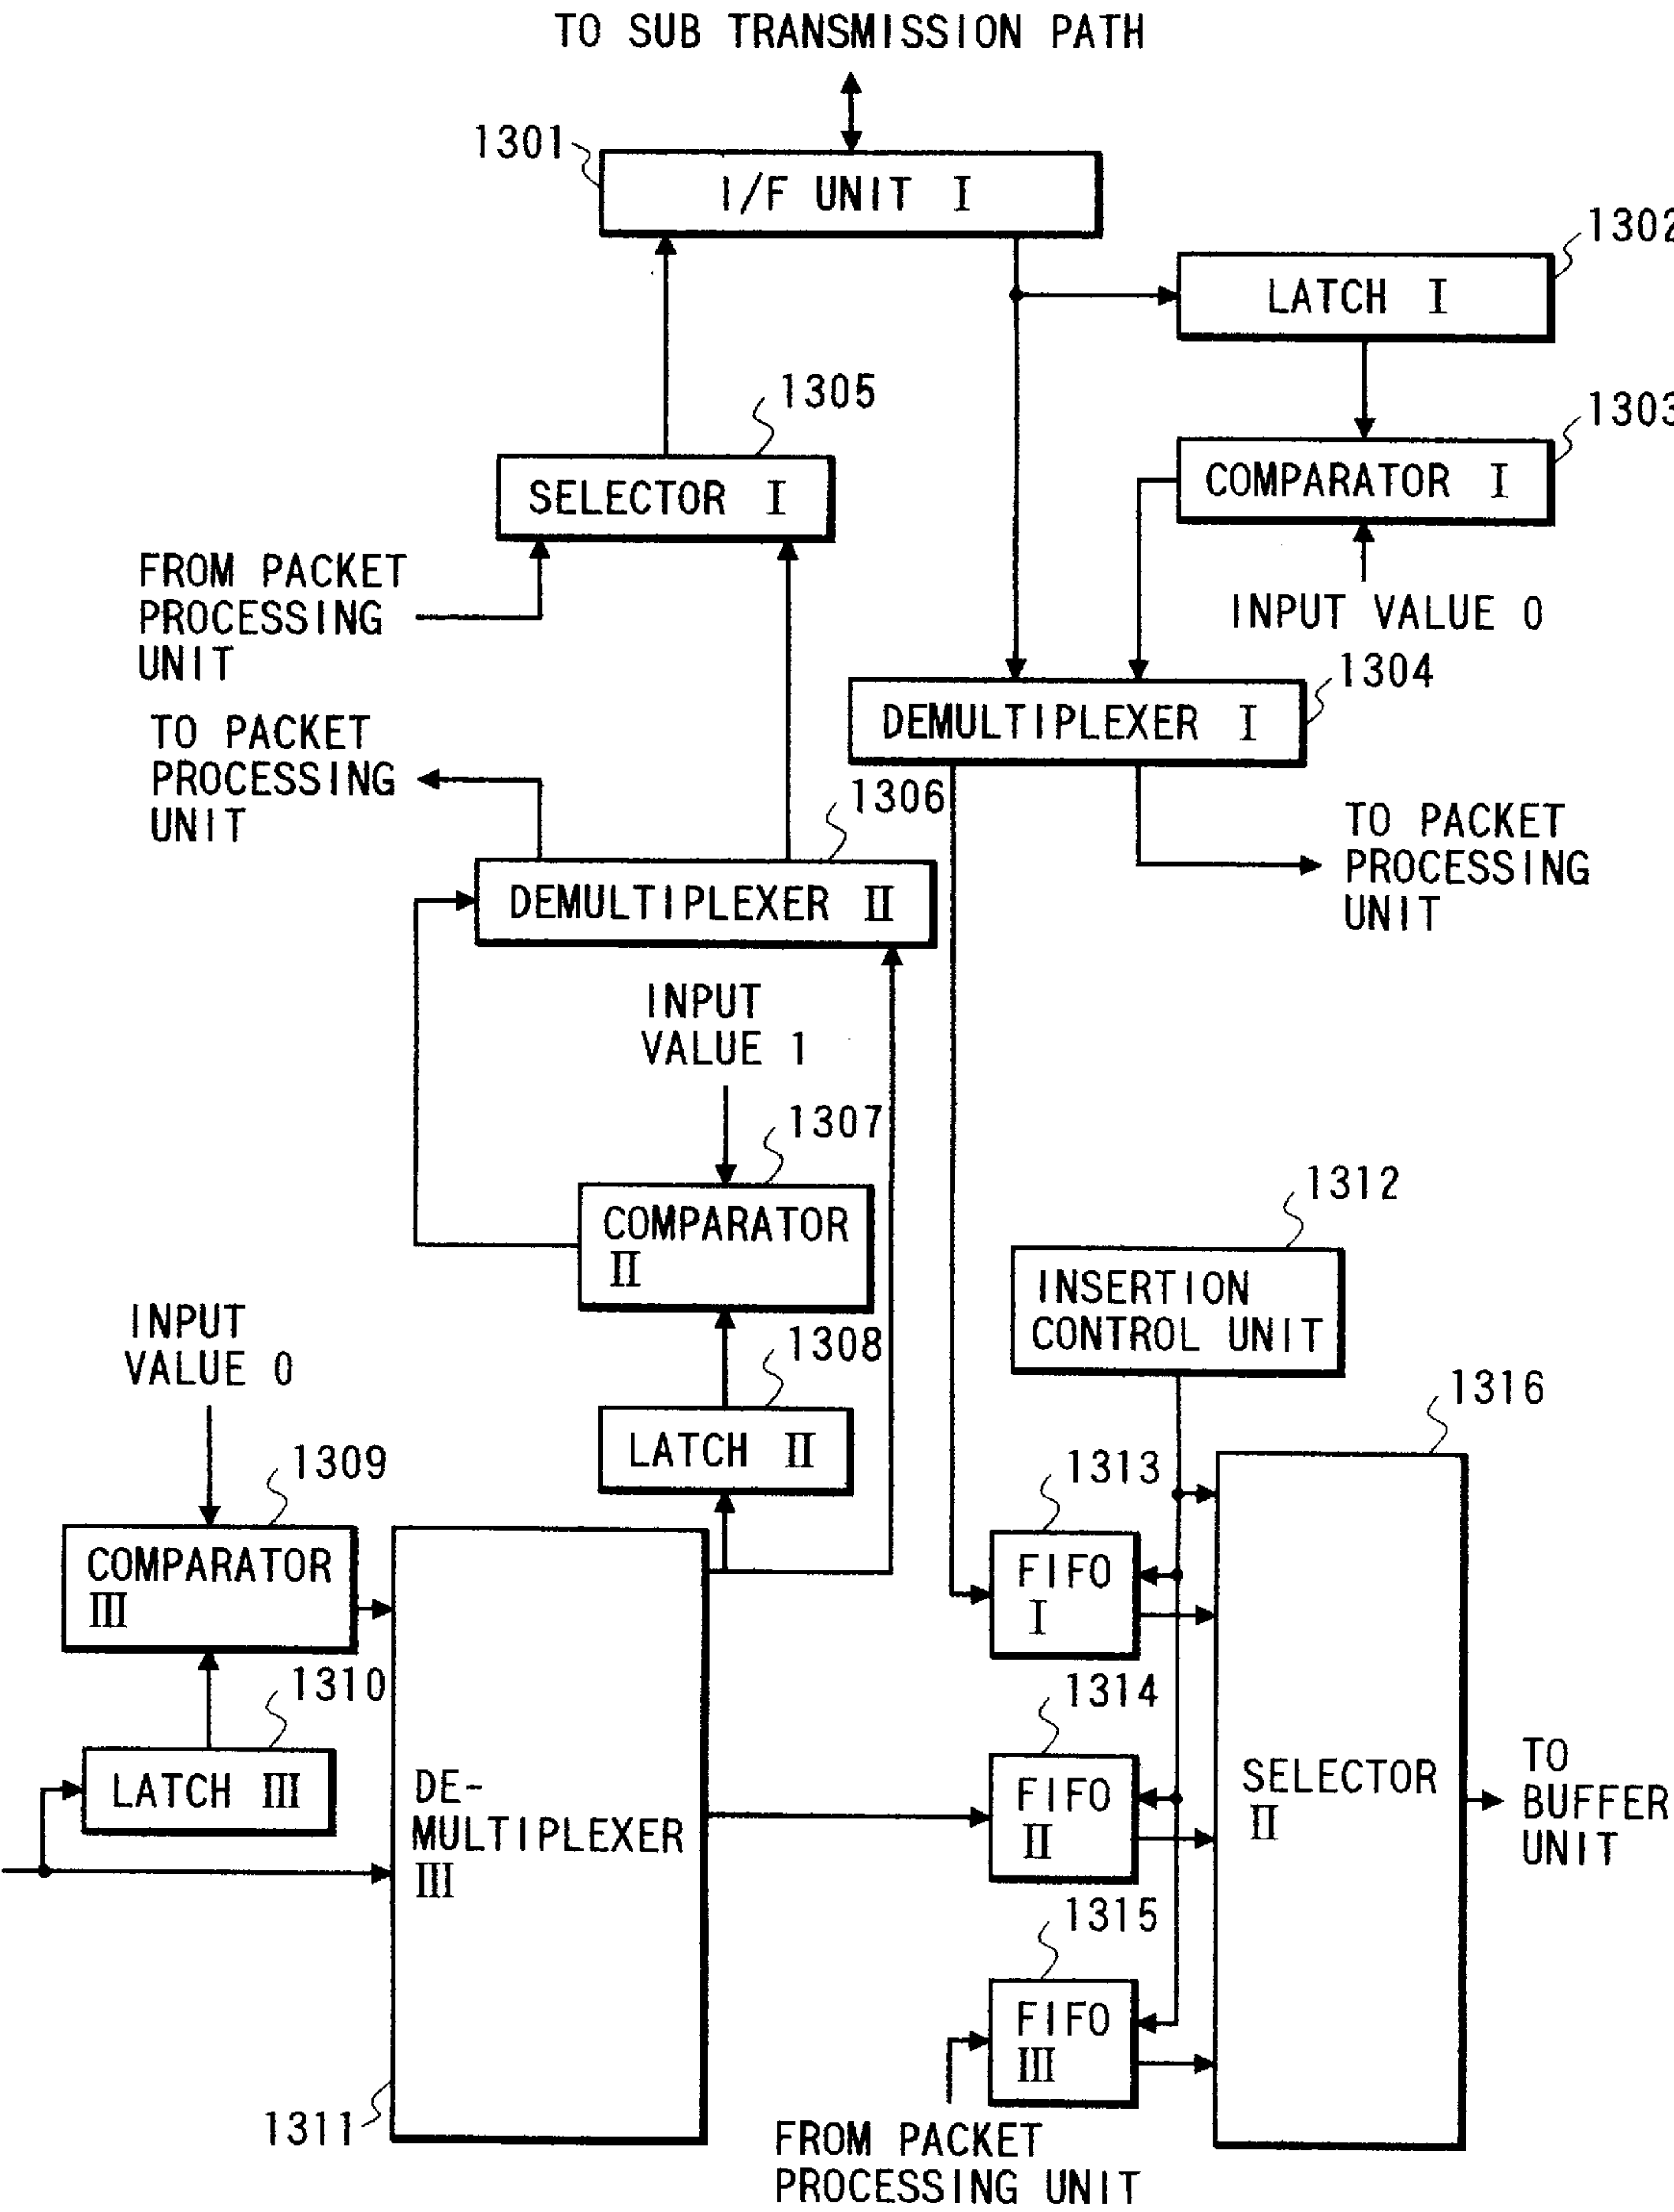 TO SUB TRANSMISSION PATH
1301
I/F UNIT I
1302
LATCH I
1305
1303
SELECTOR I
COMPARATOR I
FROM PACKET
PROCESSING
UNIT
INPUT VALUE 0
1304
DEMULTIPLEXER I
TO PACKET
PROCESSING
UNIT
1306
TO PACKET
PROCESSING
UNIT
DEMULTIPLEXER II
INPUT
VALUE 1
1307
COMPARATOR
II
1312
INSERTION
CONTROL UNIT
INPUT
VALUE 0
1308
LATCH II
1316
1309
COMPARATOR
III
1313
FIFO
I
1310
LATCH III
1314
FIFO
II
DE-
MULTIPLEXER
III
SELECTOR
II
TO
BUFFER
UNIT
1315
FIFO
III
1311
FROM PACKET
PROCESSING UNIT